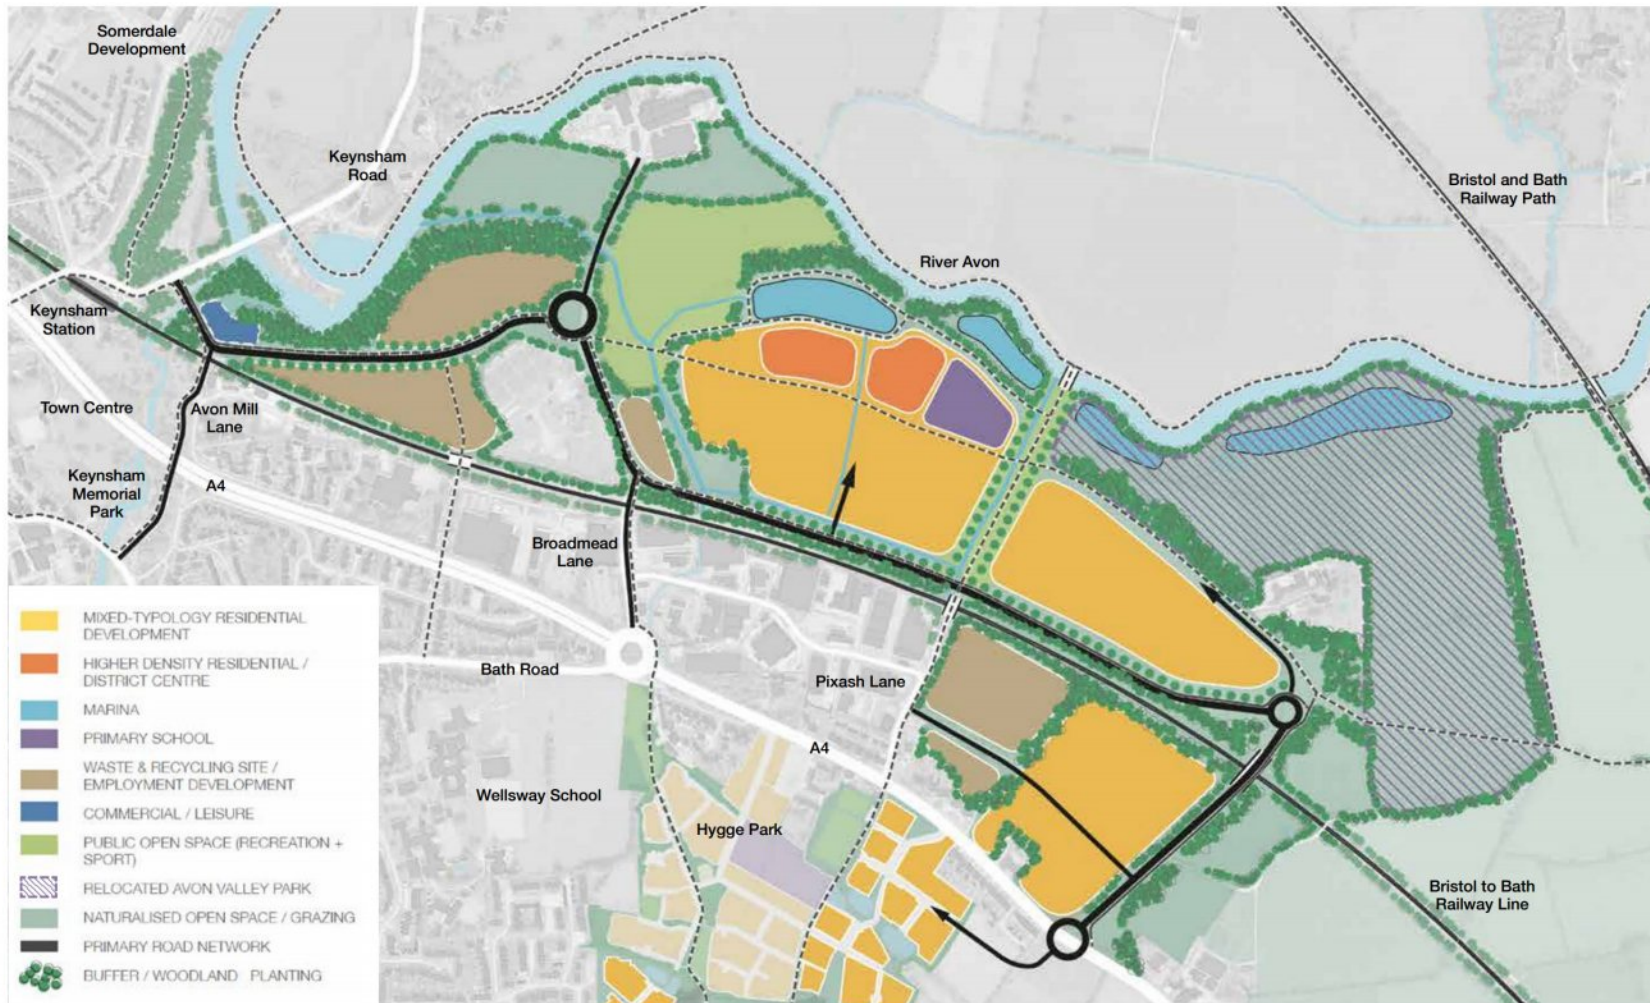 Somerdale
Development
Keynsham
Road
Bristol and Bath
Railway Path
River Avon
Keynsham
Station
Town Centre
Avon Mill
Lane
Keynsham
Memorial
Park
A4
Broadmead
Lane
Bath Road
Pixash Lane
A4
Wellsway School
Hygge Park
Bristol to Bath
Railway Line
MIXED-TYPOLOGY RESIDENTIAL
DEVELOPMENT
HIGHER DENSITY RESIDENTIAL /
DISTRICT CENTRE
MARINA
PRIMARY SCHOOL
WASTE & RECYCLING SITE /
EMPLOYMENT DEVELOPMENT
COMMERCIAL / LEISURE
PUBLIC OPEN SPACE (RECREATION +
SPORT)
RELOCATED AVON VALLEY PARK
NATURALISED OPEN SPACE / GRAZING
PRIMARY ROAD NETWORK
BUFFER / WOODLAND PLANTING